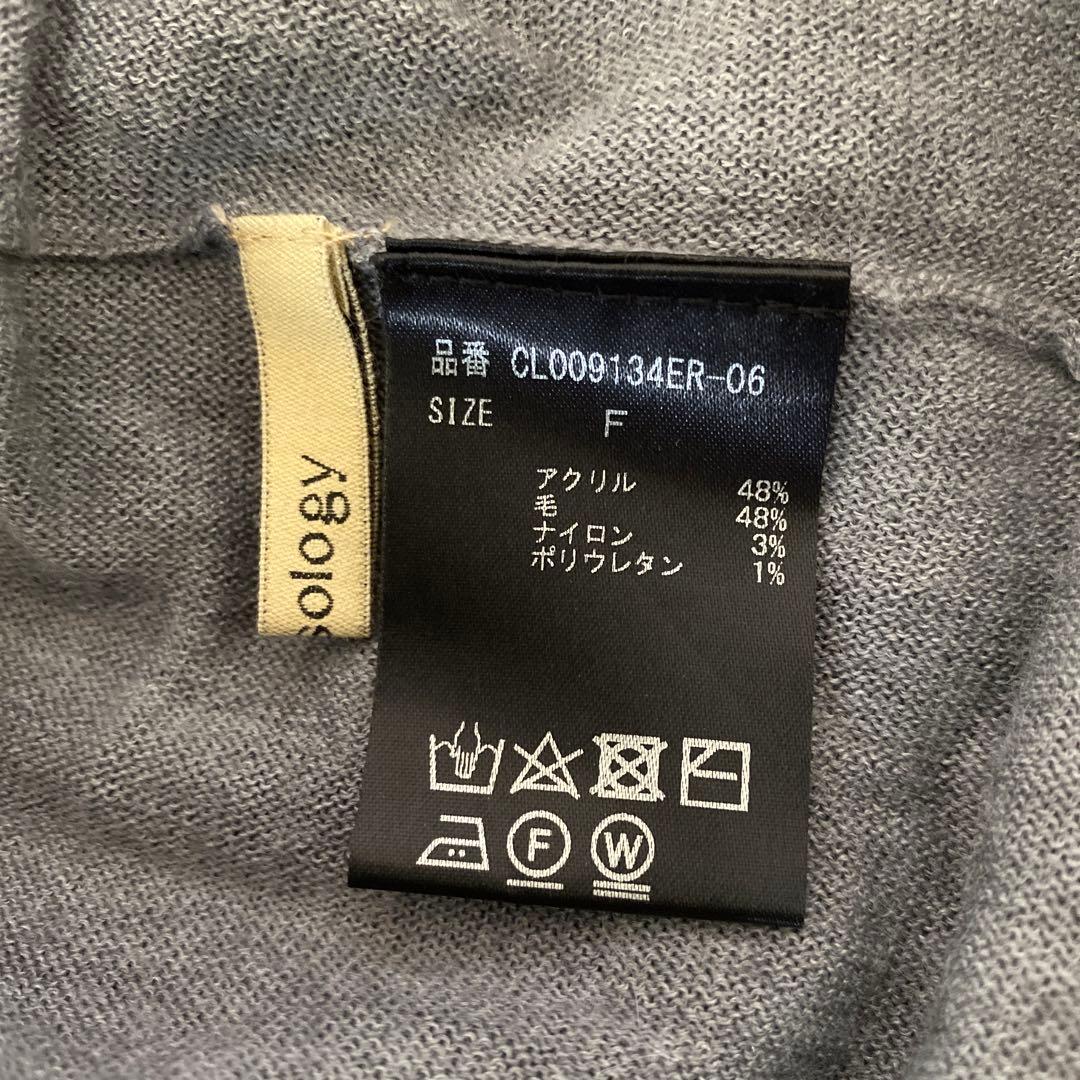 品番 CL009134ER-06
SIZE F
アクリル 48%
毛 48%
ナイロン 3%
ポリウレタン 1%
F W
sology